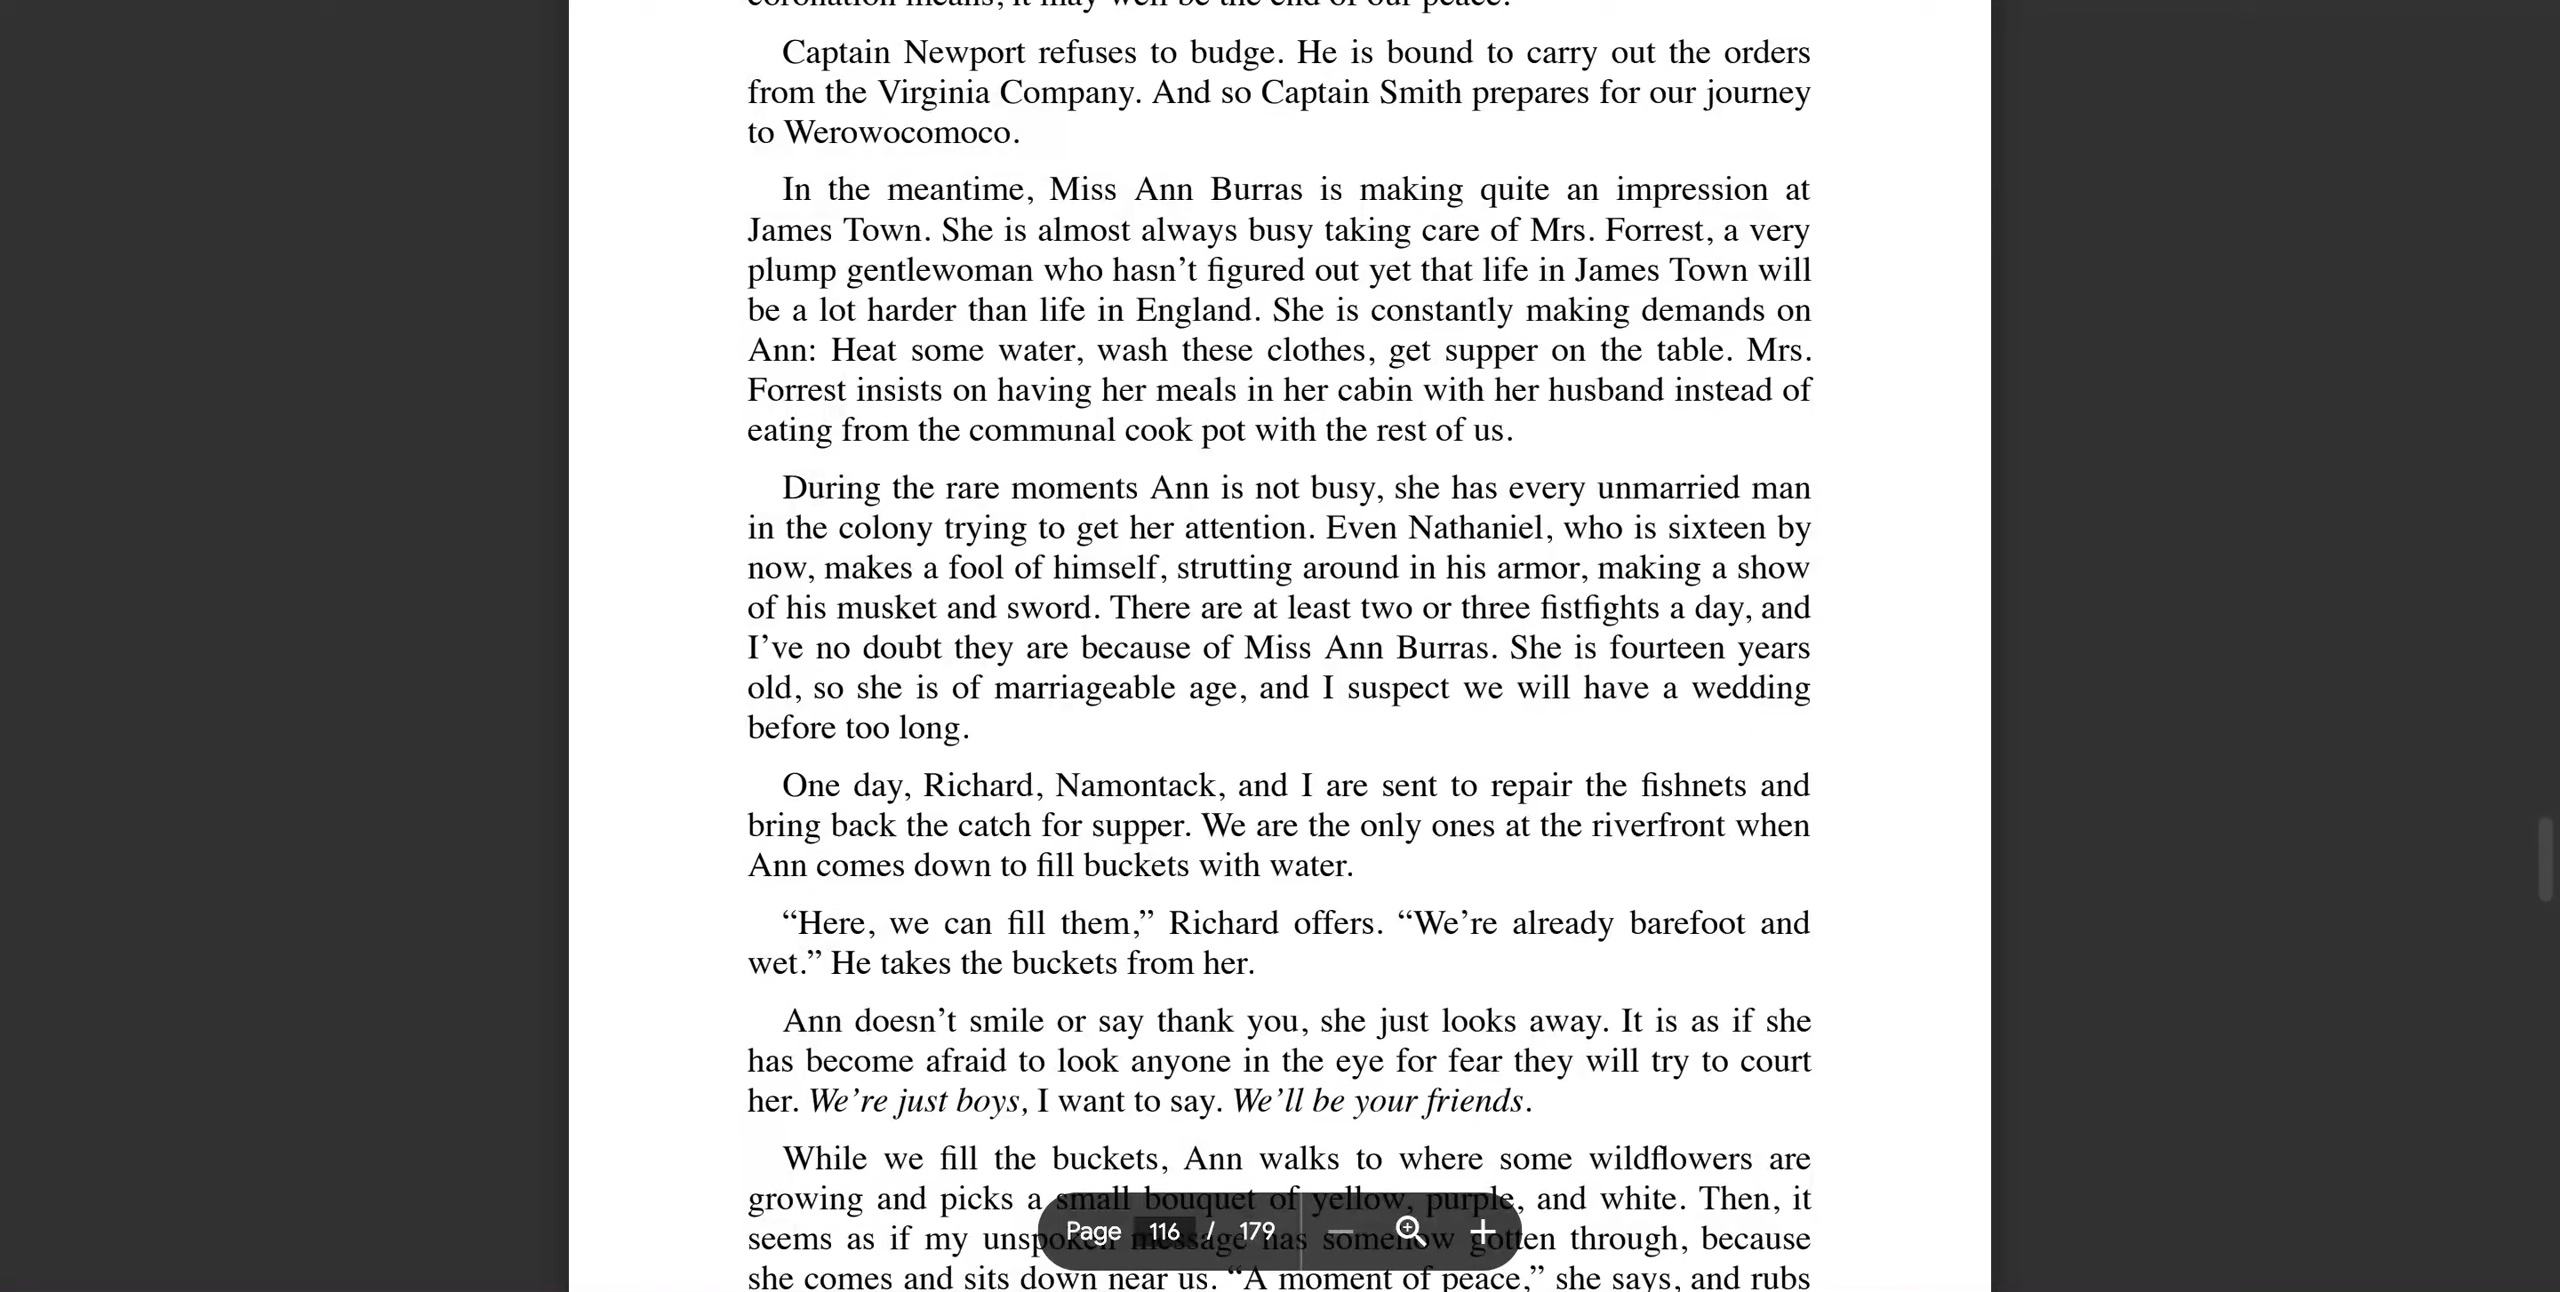 coronation means, it may well be the end of our peace.
Captain Newport refuses to budge. He is bound to carry out the orders
from the Virginia Company. And so Captain Smith prepares for our journey
to Werowocomoco.
In the meantime, Miss Ann Burras is making quite an impression at
James Town. She is almost always busy taking care of Mrs. Forrest, a very
plump gentlewoman who hasn’t figured out yet that life in James Town will
be a lot harder than life in England. She is constantly making demands on
Ann: Heat some water, wash these clothes, get supper on the table. Mrs.
Forrest insists on having her meals in her cabin with her husband instead of
eating from the communal cook pot with the rest of us.
During the rare moments Ann is not busy, she has every unmarried man
in the colony trying to get her attention. Even Nathaniel, who is sixteen by
now, makes a fool of himself, strutting around in his armor, making a show
of his musket and sword. There are at least two or three fistfights a day, and
I’ve no doubt they are because of Miss Ann Burras. She is fourteen years
old, so she is of marriageable age, and I suspect we will have a wedding
before too long.
One day, Richard, Namontack, and I are sent to repair the fishnets and
bring back the catch for supper. We are the only ones at the riverfront when
Ann comes down to fill buckets with water.
“Here, we can fill them,” Richard offers. “We’re already barefoot and
wet.” He takes the buckets from her.
Ann doesn’t smile or say thank you, she just looks away. It is as if she
has become afraid to look anyone in the eye for fear they will try to court
her. We’re just boys, I want to say. We’ll be your friends.
While we fill the buckets, Ann walks to where some wildflowers are
growing and picks a small bouquet of yellow, purple, and white. Then, it
seems as if my unspoken message has somehow gotten through, because
she comes and sits down near us. “A moment of peace,” she says, and rubs
Page 116 / 179